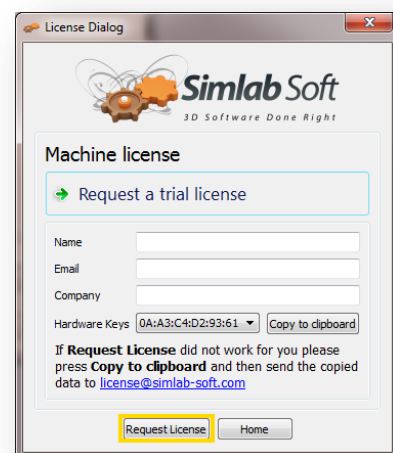 License Dialog
X
Simlab Soft
3D Software Done Right
Machine license
Request a trial license
Name
Email
Company
Hardware Keys 0A:A3:C4:D2:93:61 Copy to clipboard
If Request License did not work for you please
press Copy to clipboard and then send the copied
data to license@simlab-soft.com
Request License Home